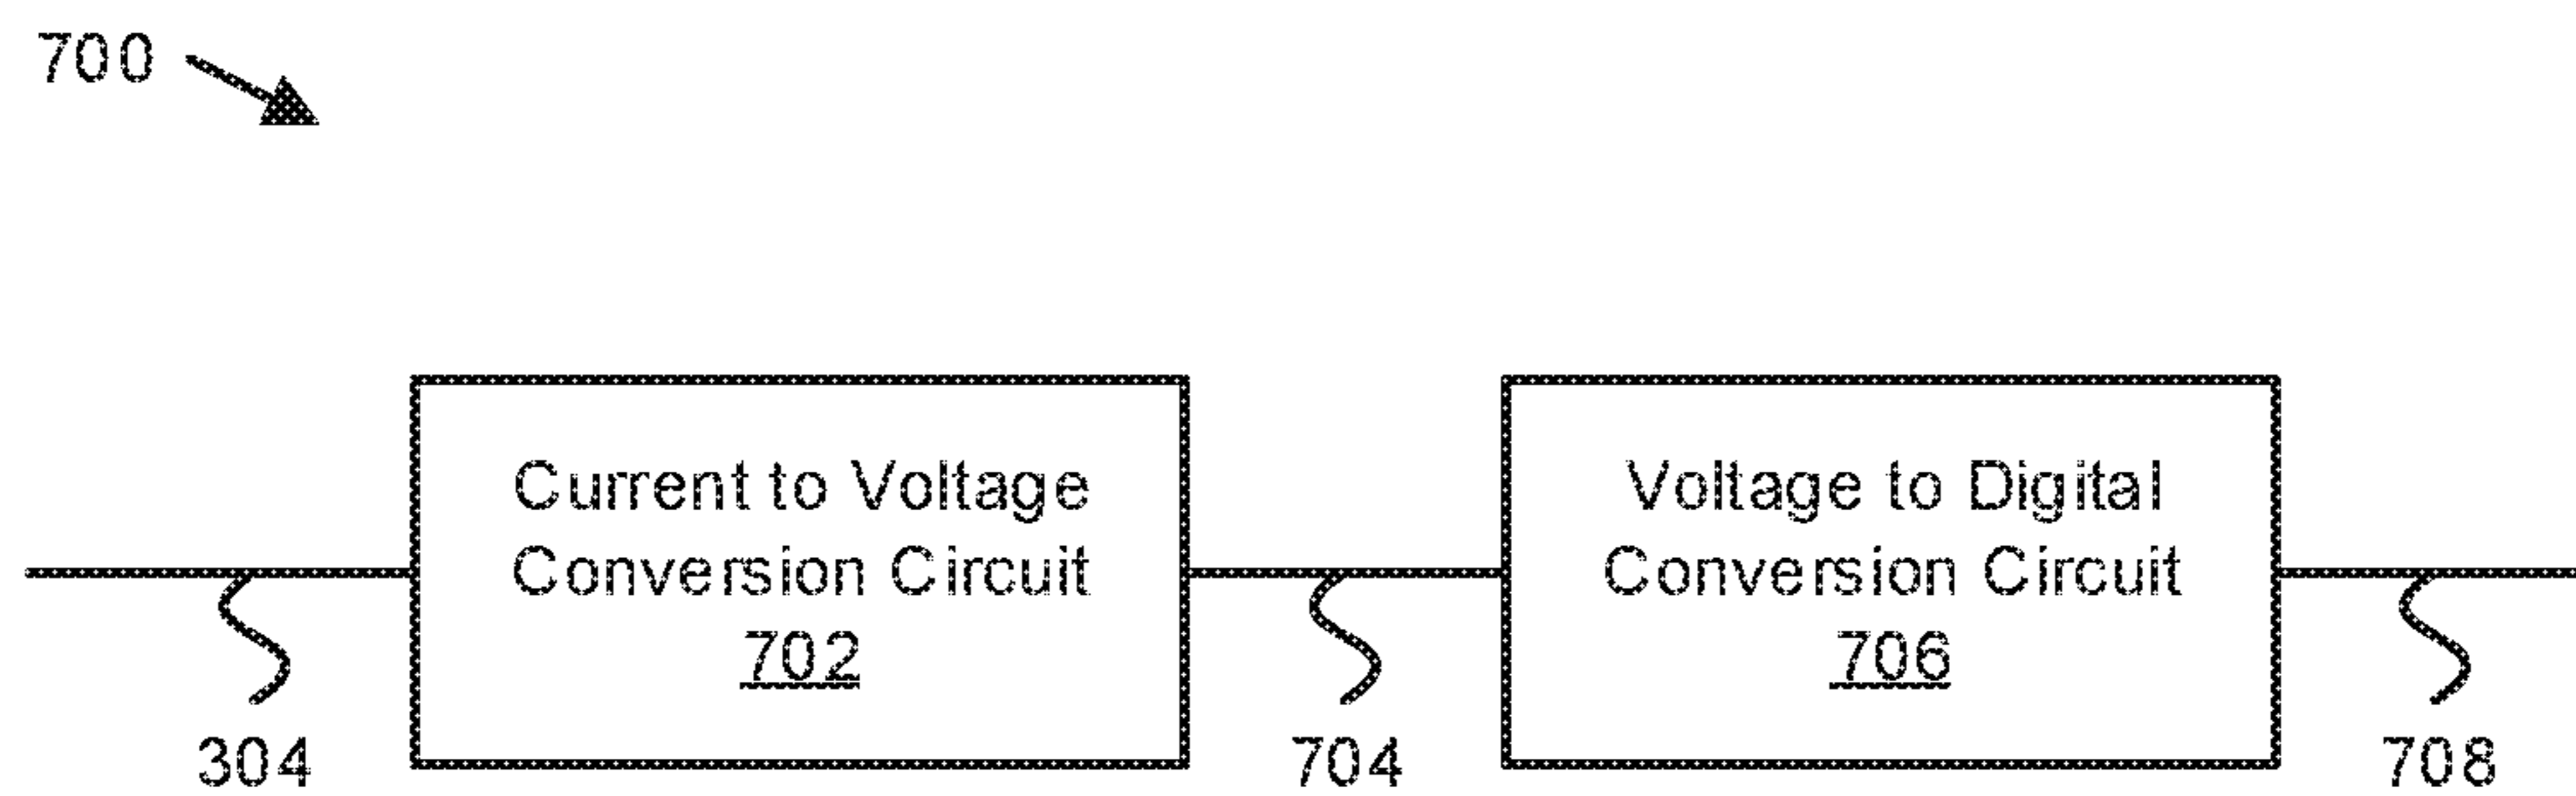 700
Current to Voltage
Conversion Circuit
702
Voltage to Digital
Conversion Circuit
706
304
704
708